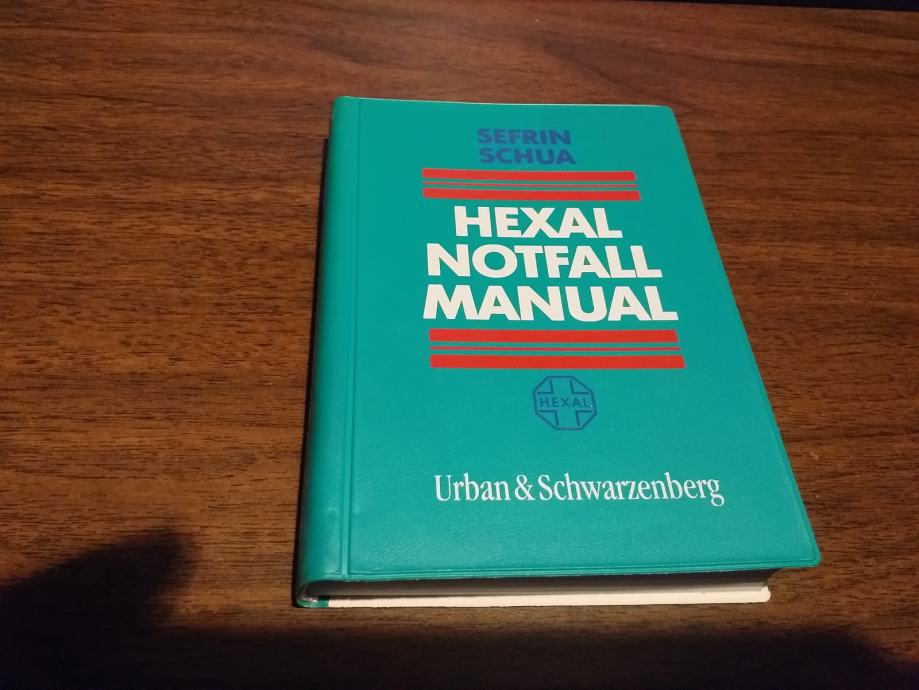 SEFRIN
SCHUA
HEXAL
NOTFALL
MANUAL
HEXAL
Urban & Schwarzenberg